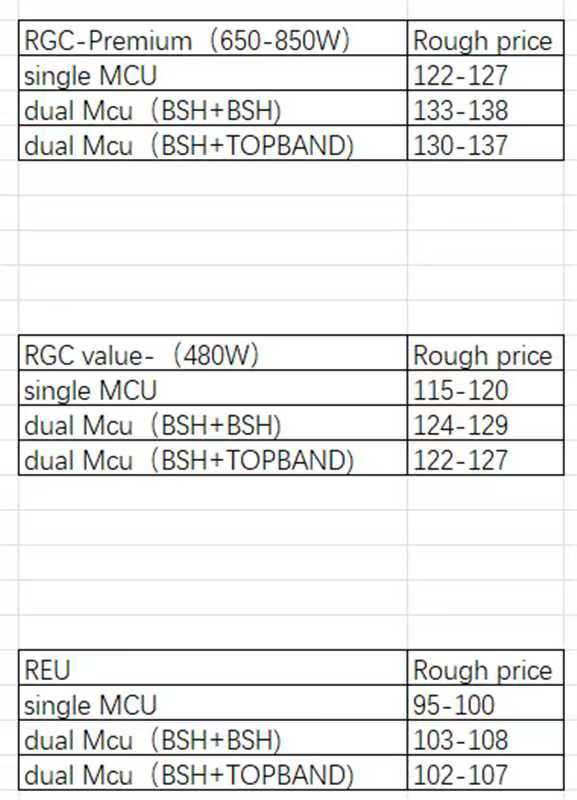 RGC-Premium（650-850W） Rough price
single MCU 122-127
dual Mcu（BSH+BSH) 133-138
dual Mcu（BSH+TOPBAND) 130-137
RGC value-（480W） Rough price
single MCU 115-120
dual Mcu（BSH+BSH) 124-129
dual Mcu（BSH+TOPBAND) 122-127
REU Rough price
single MCU 95-100
dual Mcu（BSH+BSH) 103-108
dual Mcu（BSH+TOPBAND) 102-107